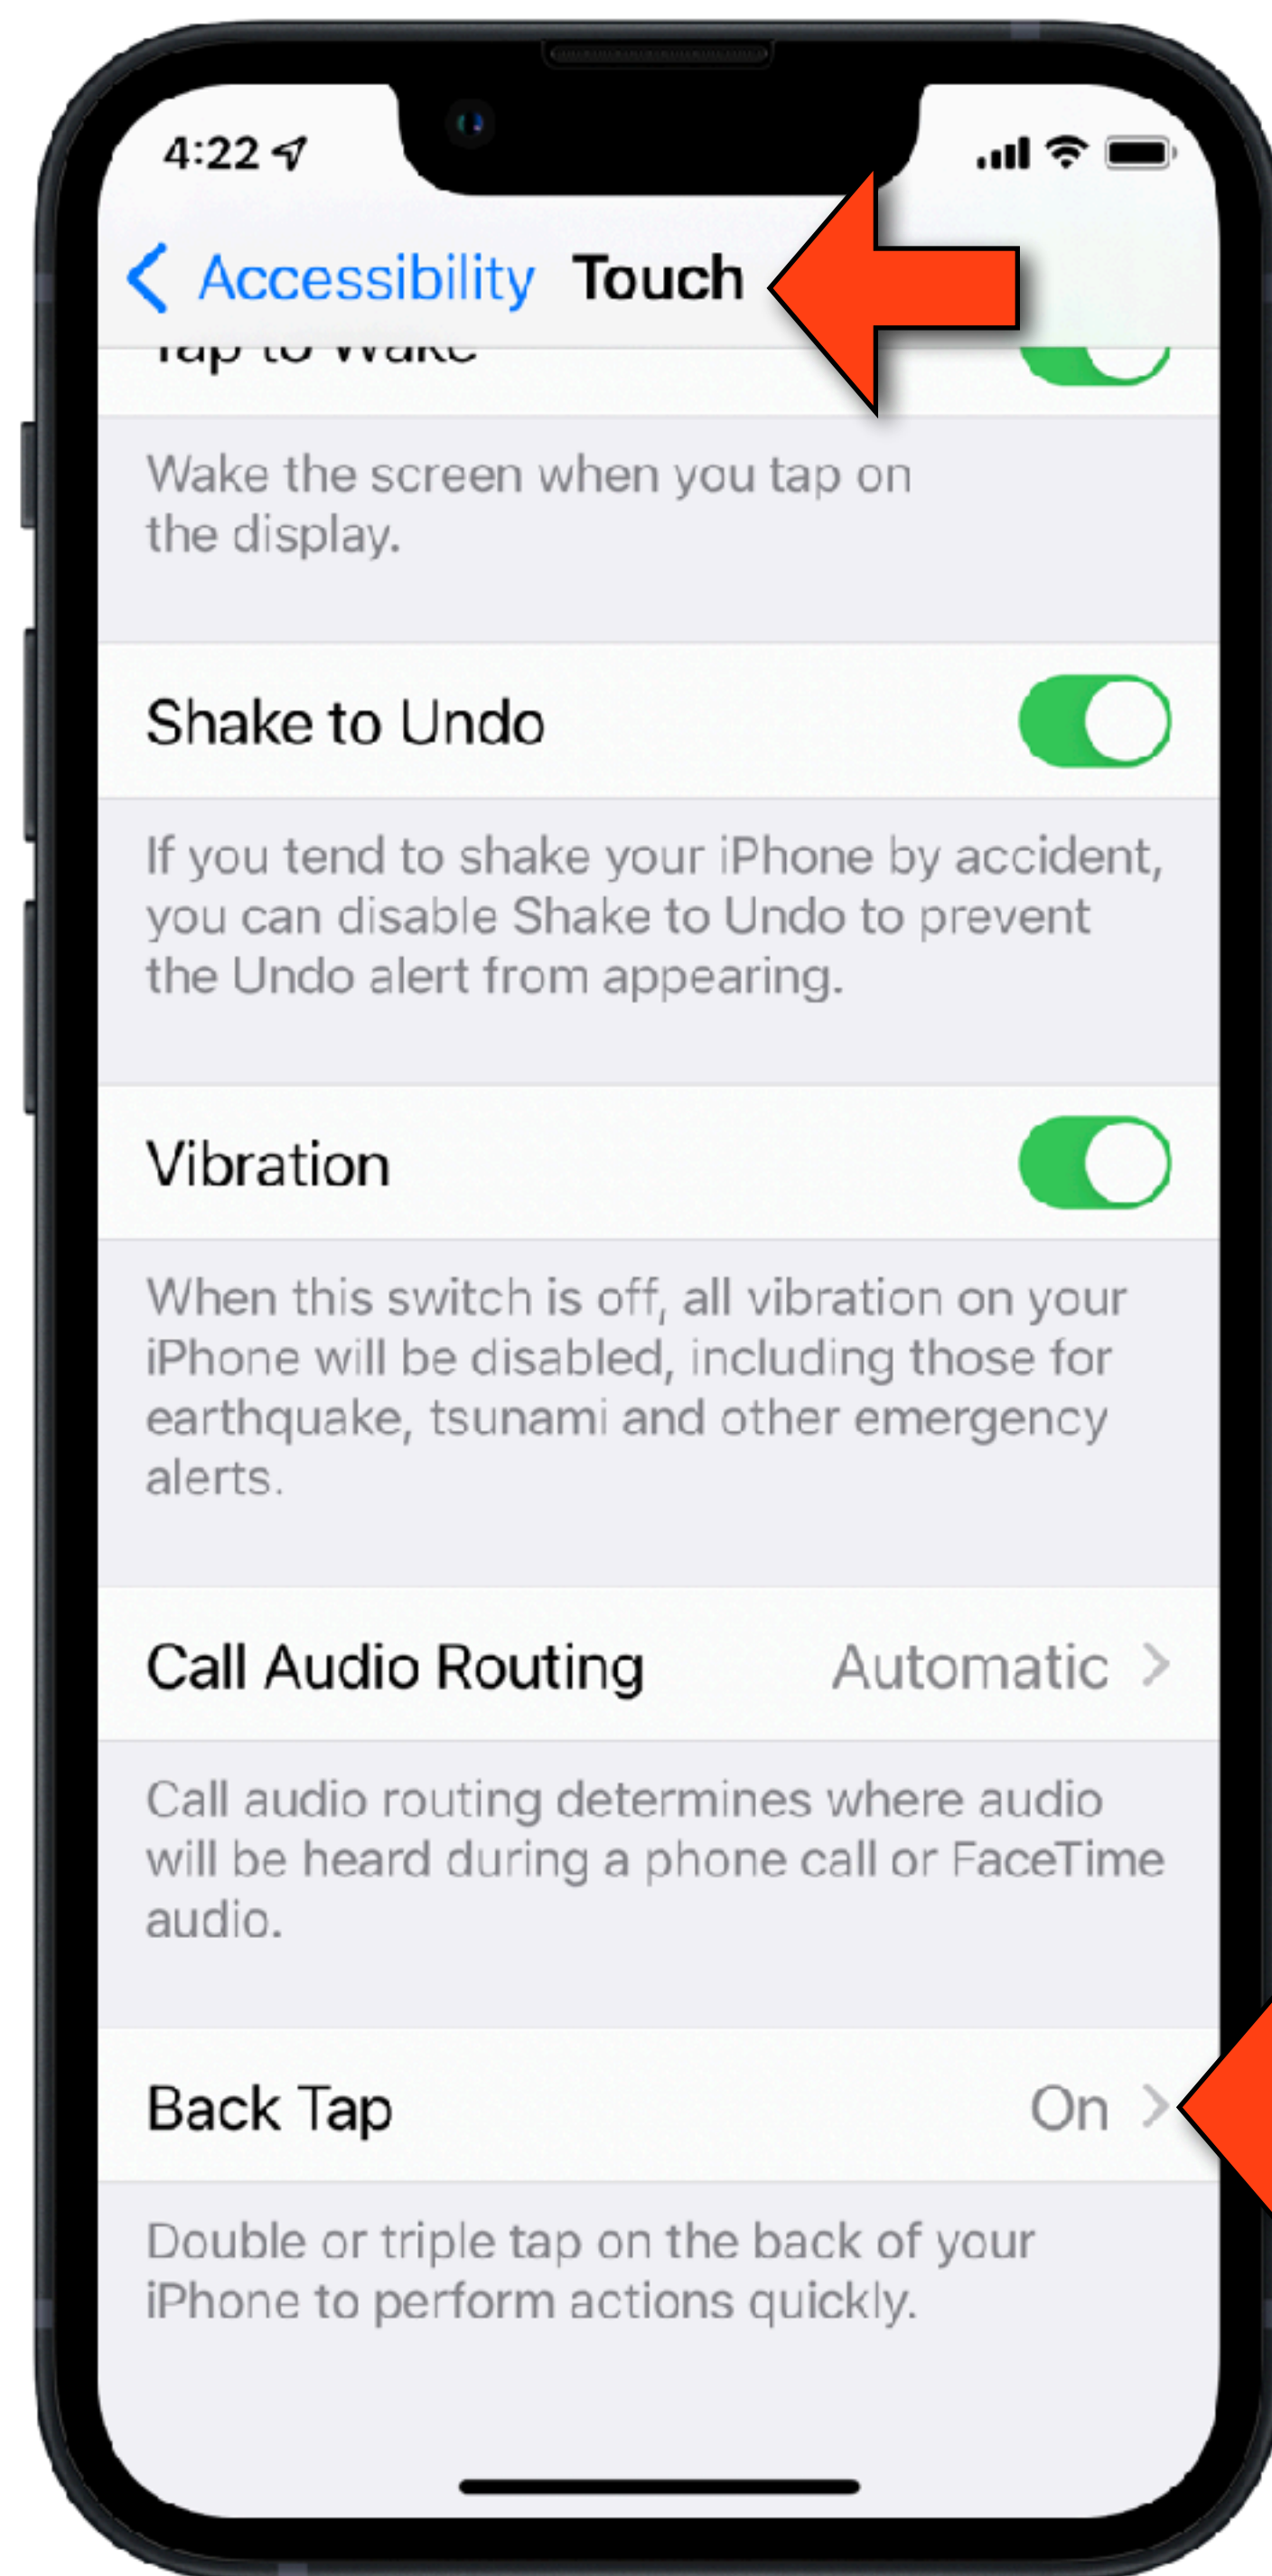 4:22
Accessibility Touch
Tap to Wake
Wake the screen when you tap on
the display.
Shake to Undo
If you tend to shake your iPhone by accident,
you can disable Shake to Undo to prevent
the Undo alert from appearing.
Vibration
When this switch is off, all vibration on your
iPhone will be disabled, including those for
earthquake, tsunami and other emergency
alerts.
Call Audio Routing Automatic
Call audio routing determines where audio
will be heard during a phone call or FaceTime
audio.
Back Tap On
Double or triple tap on the back of your
iPhone to perform actions quickly.